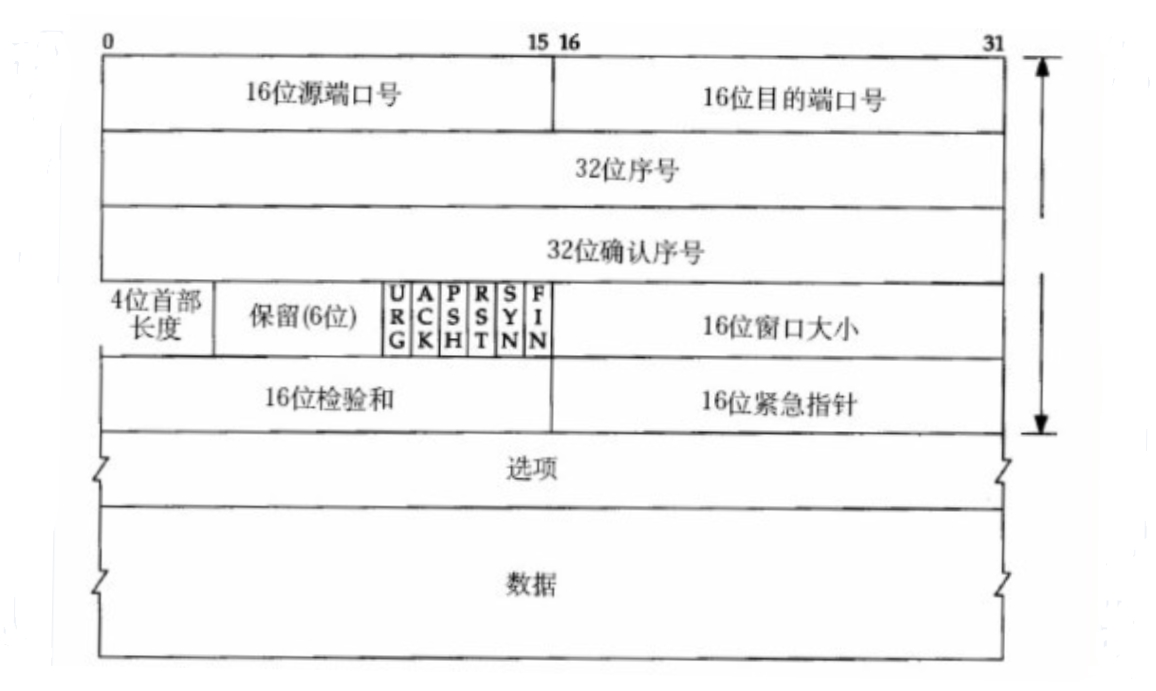 0 15 16 31
16位源端口号 16位目的端口号
32位序号
32位确认序号
4位首部
长度
保留(6位)
URG
ACK
PSH
RST
SYN
FIN
16位窗口大小
16位检验和 16位紧急指针
选项
数据